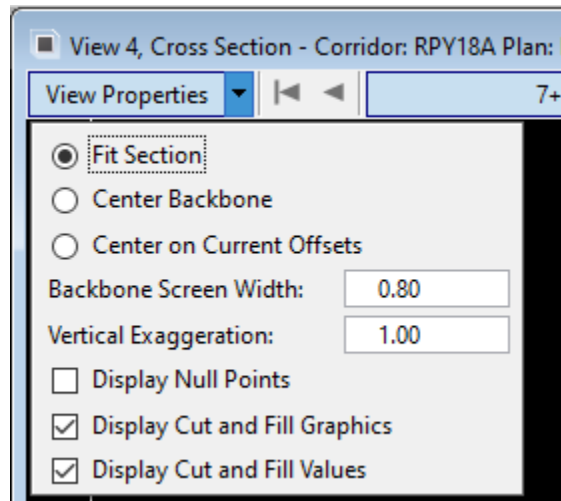 View 4, Cross Section - Corridor: RPY18A Plan:
View Properties 7+
Fit Section
Center Backbone
Center on Current Offsets
Backbone Screen Width: 0.80
Vertical Exaggeration: 1.00
Display Null Points
Display Cut and Fill Graphics
Display Cut and Fill Values